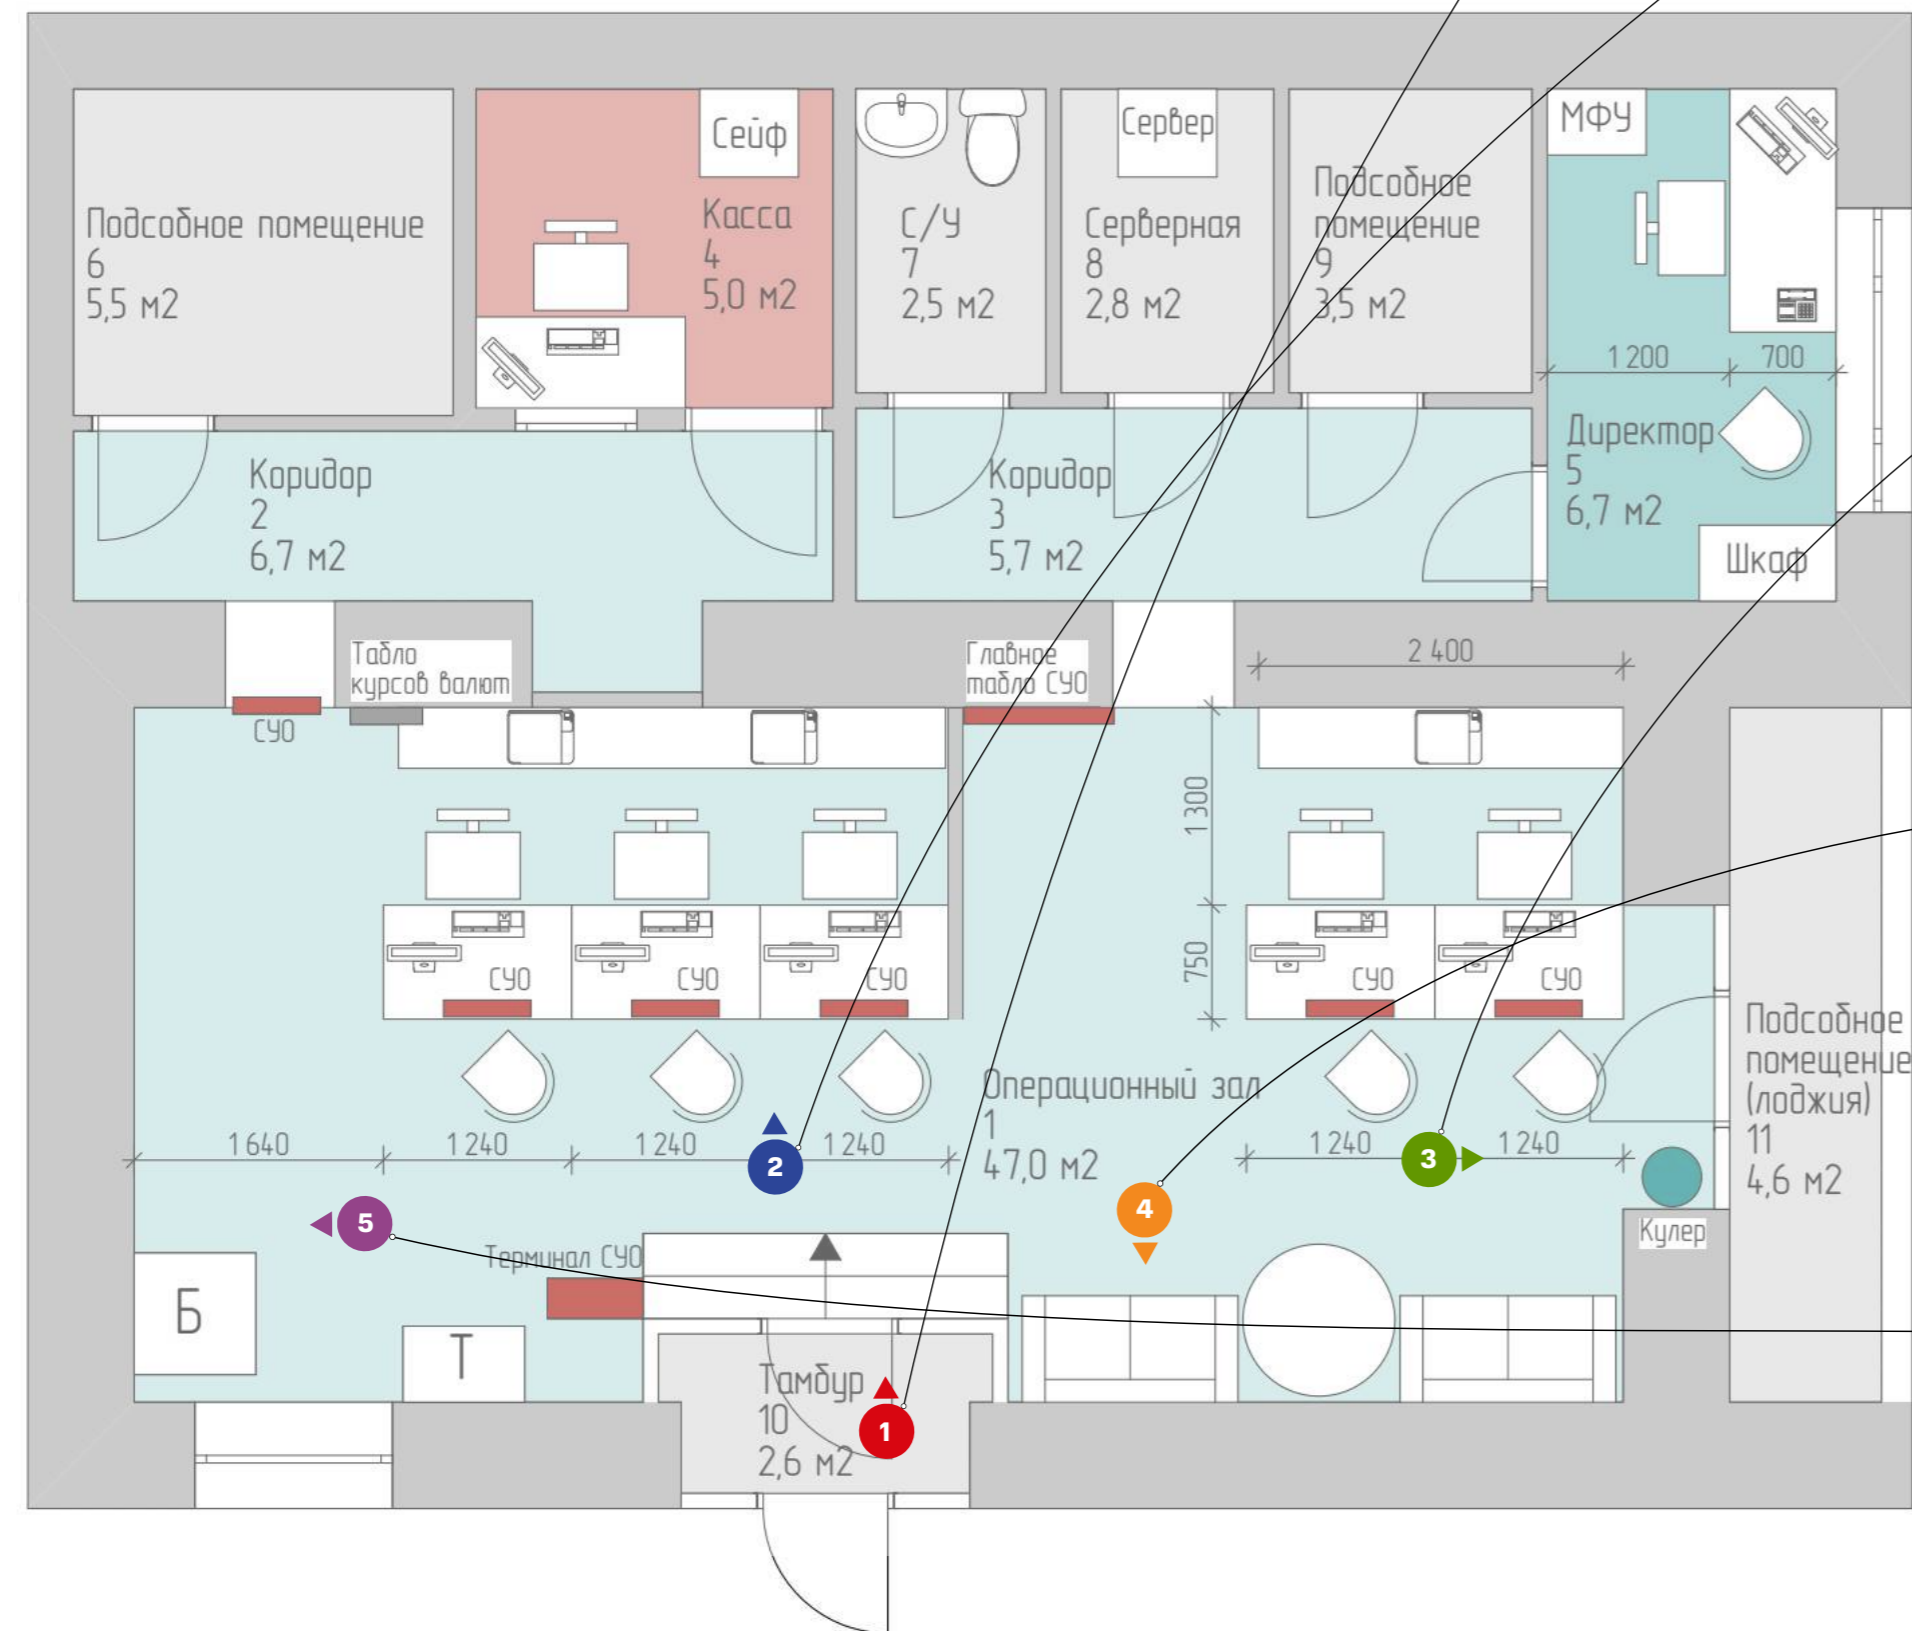 Подсобное помещение
6
5,5 м2
Сейф
Касса
4
5,0 м2
С/У
7
2,5 м2
Сервер
Серверная
8
2,8 м2
Подсобное
помещение
9
3,5 м2
МФУ
1 200
700
Директор
5
6,7 м2
Шкаф
Коридор
2
6,7 м2
Коридор
3
5,7 м2
Табло
курсов валют
Главное
табло СУО
2 400
СУО
1 300
750
СУО
СУО
СУО
СУО
СУО
Операционный зал
1
47,0 м2
Подсобное
помещение
(лоджия)
11
4,6 м2
1 640
1 240
1 240
1 240
1 240
1 240
2
3
4
5
Кулер
Терминал СУО
Б
Т
Тамбур
10
2,6 м2
1